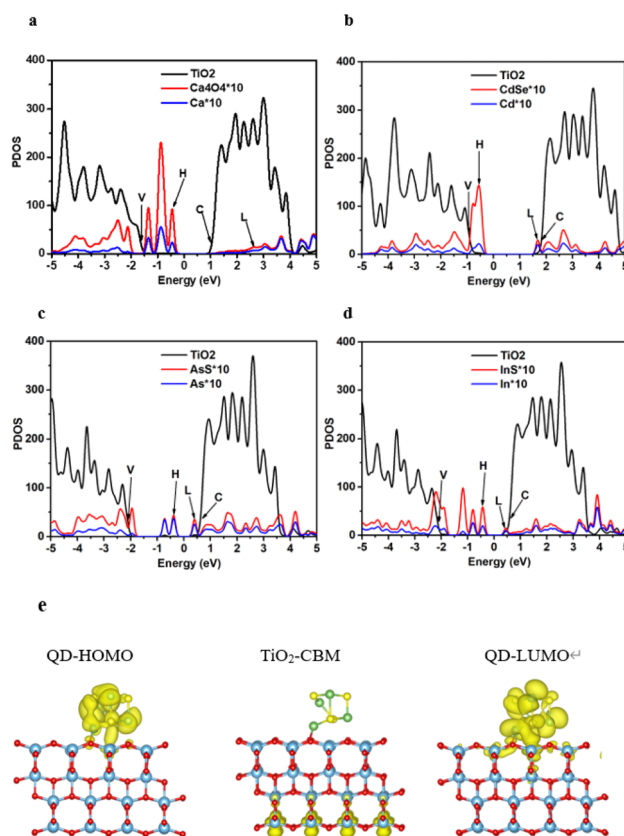 a
b
400
300
200
100
0
PDOS
TiO2
Ca4O4*10
Ca*10
V
H
C
L
-5 -4 -3 -2 -1 0 1 2 3 4 5
Energy (eV)
400
300
200
100
0
PDOS
TiO2
CdSe*10
Cd*10
V
H
L
C
-5 -4 -3 -2 -1 0 1 2 3 4 5
Energy (eV)
c
d
400
300
200
100
0
PDOS
TiO2
AsS*10
As*10
V
H
L
C
-5 -4 -3 -2 -1 0 1 2 3 4 5
Energy (eV)
400
300
200
100
0
PDOS
TiO2
InS*10
In*10
V
H
L
C
-5 -4 -3 -2 -1 0 1 2 3 4 5
Energy (eV)
e
QD-HOMO TiO₂-CBM QD-LUMO↵